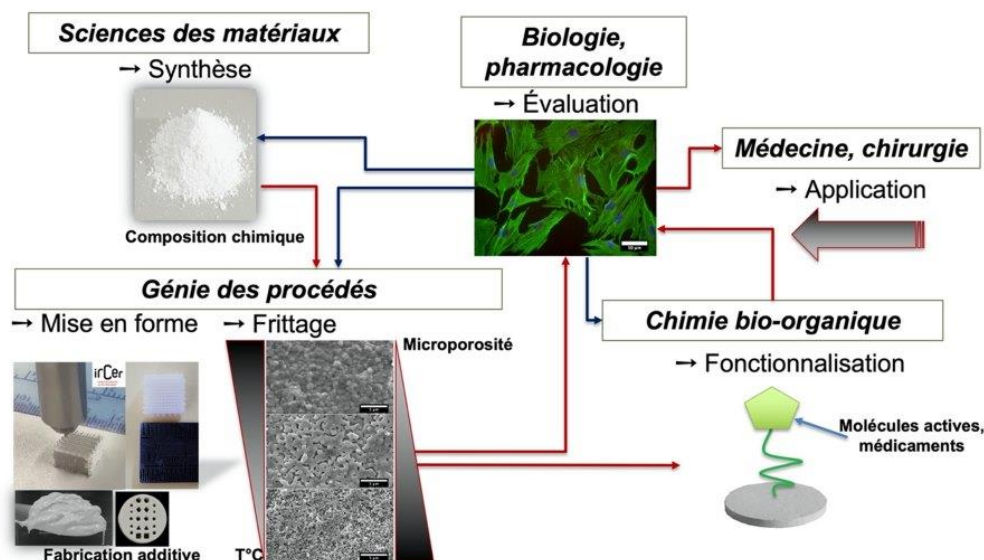 Sciences des matériaux
→ Synthèse
Composition chimique
Biologie,
pharmacologie
→ Évaluation
Médecine, chirurgie
→ Application
Génie des procédés
→ Mise en forme → Frittage
Microporosité
irCer
Fabrication additive
T°C
Chimie bio-organique
→ Fonctionnalisation
Molécules actives,
médicaments